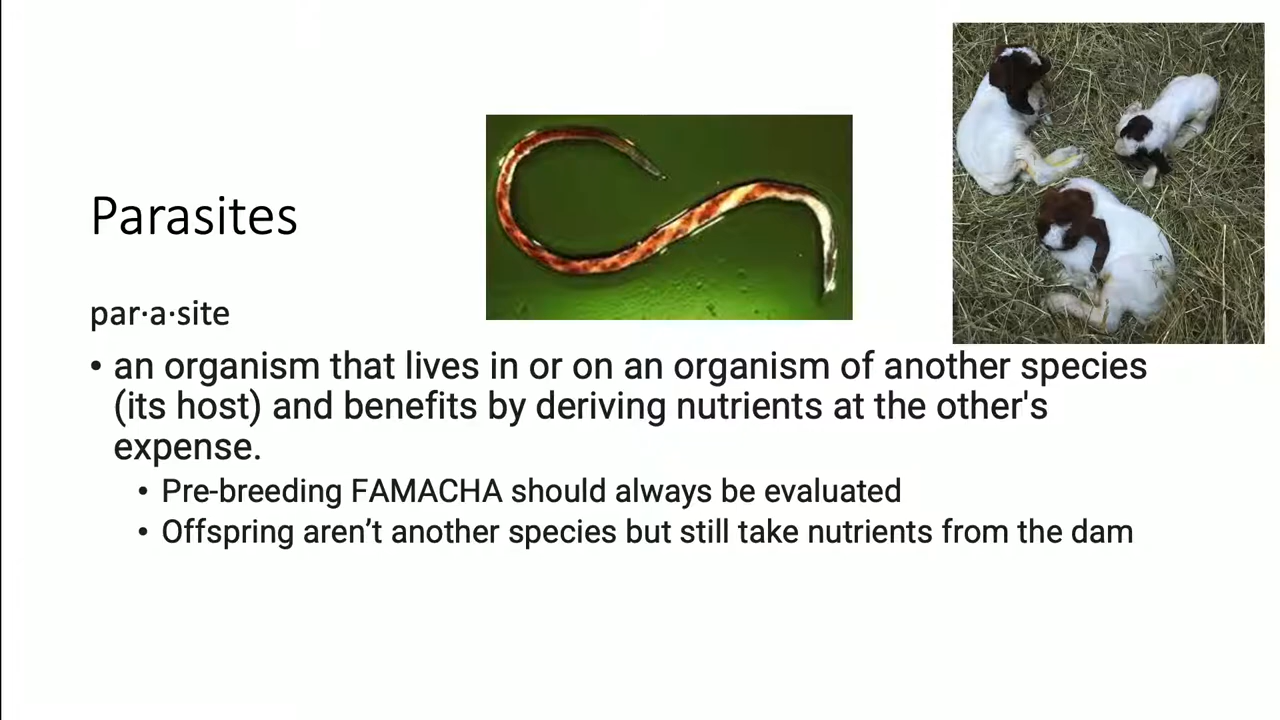 Parasites
par·a·site
• an organism that lives in or on an organism of another species
(its host) and benefits by deriving nutrients at the other's
expense.
• Pre-breeding FAMACHA should always be evaluated
• Offspring aren’t another species but still take nutrients from the dam